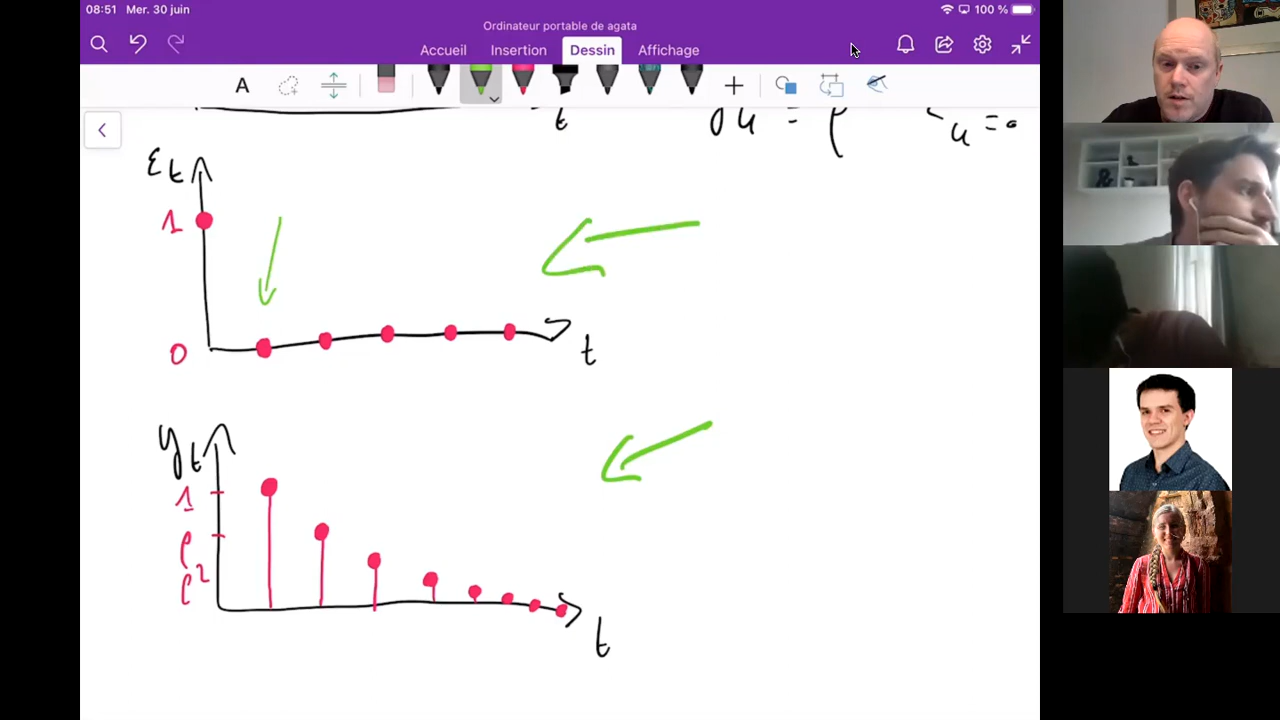 08:51 Mer. 30 juin 100 %
Ordinateur portable de agata
Accueil Insertion Dessin Affichage
A
t
u = ρ
u = 0
εt
1
0
t
yt
1
ρ
ρ²
t